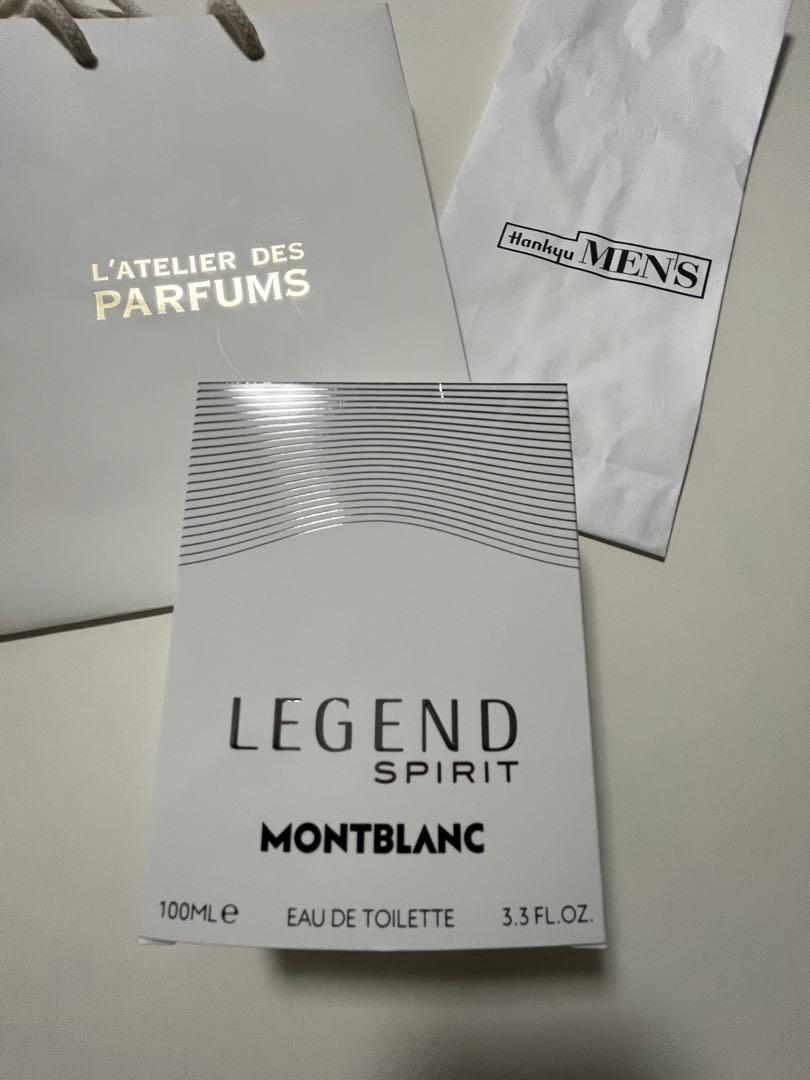 L'ATELIER DES
PARFUMS
Hankyu MEN'S
LEGEND
SPIRIT
MONTBLANC
100ML e EAU DE TOILETTE 3.3 FL.OZ.